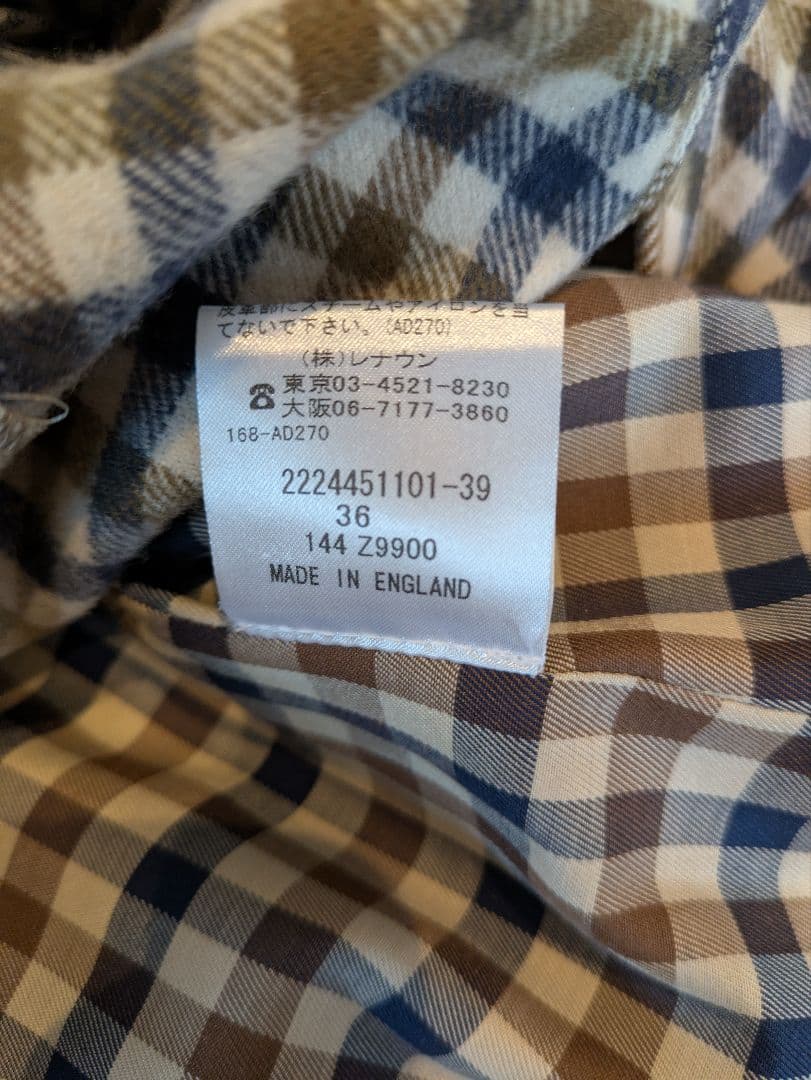 皮革部にスチームやアイロンを当
てないで下さい。(AD270)
(株)レナウン
☎東京03-4521-8230
大阪06-7177-3860
168-AD270
2224451101-39
36
144 Z9900
MADE IN ENGLAND